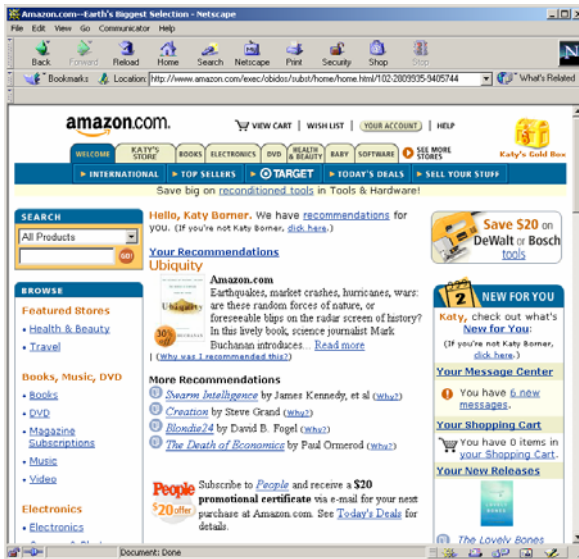 Amazon.com--Earth's Biggest Selection - Netscape
File Edit View Go Communicator Help
Back Forward Reload Home Search Netscape Print Security Shop Stop
Bookmarks Location: http://www.amazon.com/exec/obidos/subst/home/home.html/102-2809935-9405744 What's Related
amazon.com.
VIEW CART | WISH LIST | YOUR ACCOUNT | HELP
WELCOME KATY'S STORE BOOKS ELECTRONICS DVD HEALTH & BEAUTY BABY SOFTWARE SEE MORE STORES
Katy's Gold Box
INTERNATIONAL TOP SELLERS TARGET TODAY'S DEALS SELL YOUR STUFF
Save big on reconditioned tools in Tools & Hardware!
SEARCH
All Products
GO!
BROWSE
Featured Stores
• Health & Beauty
• Travel
Books, Music, DVD
• Books
• DVD
• Magazine
Subscriptions
• Music
• Video
Electronics
• Electronics
Hello, Katy Borner. We have recommendations for
you. (If you're not Katy Borner, click here.)
Your Recommendations
Ubiquity
Ubiquity
30%
BUCHANAN
Amazon.com
Earthquakes, market crashes, hurricanes, wars:
are these random forces of nature, or
foreseeable blips on the radar screen of history?
In this lively book, science journalist Mark
Buchanan introduces... Read more
| (Why was I recommended this?)
More Recommendations
Swarm Intelligence by James Kennedy, et al (Why?)
Creation by Steve Grand (Why?)
Blondie24 by David B. Fogel (Why?)
The Death of Economics by Paul Ormerod (Why?)
People
$20 offer
Subscribe to People and receive a $20
promotional certificate via e-mail for your next
purchase at Amazon.com. See Today's Deals for
details.
Save $20 on
DeWalt or Bosch
tools
2
NEW FOR YOU
Katy, check out what's
New for You:
(If you're not Katy Borner,
click here.)
Your Message Center
You have 6 new
messages.
Your Shopping Cart
You have 0 items in
your Shopping Cart.
Your New Releases
The Lovely Bones
Document: Done